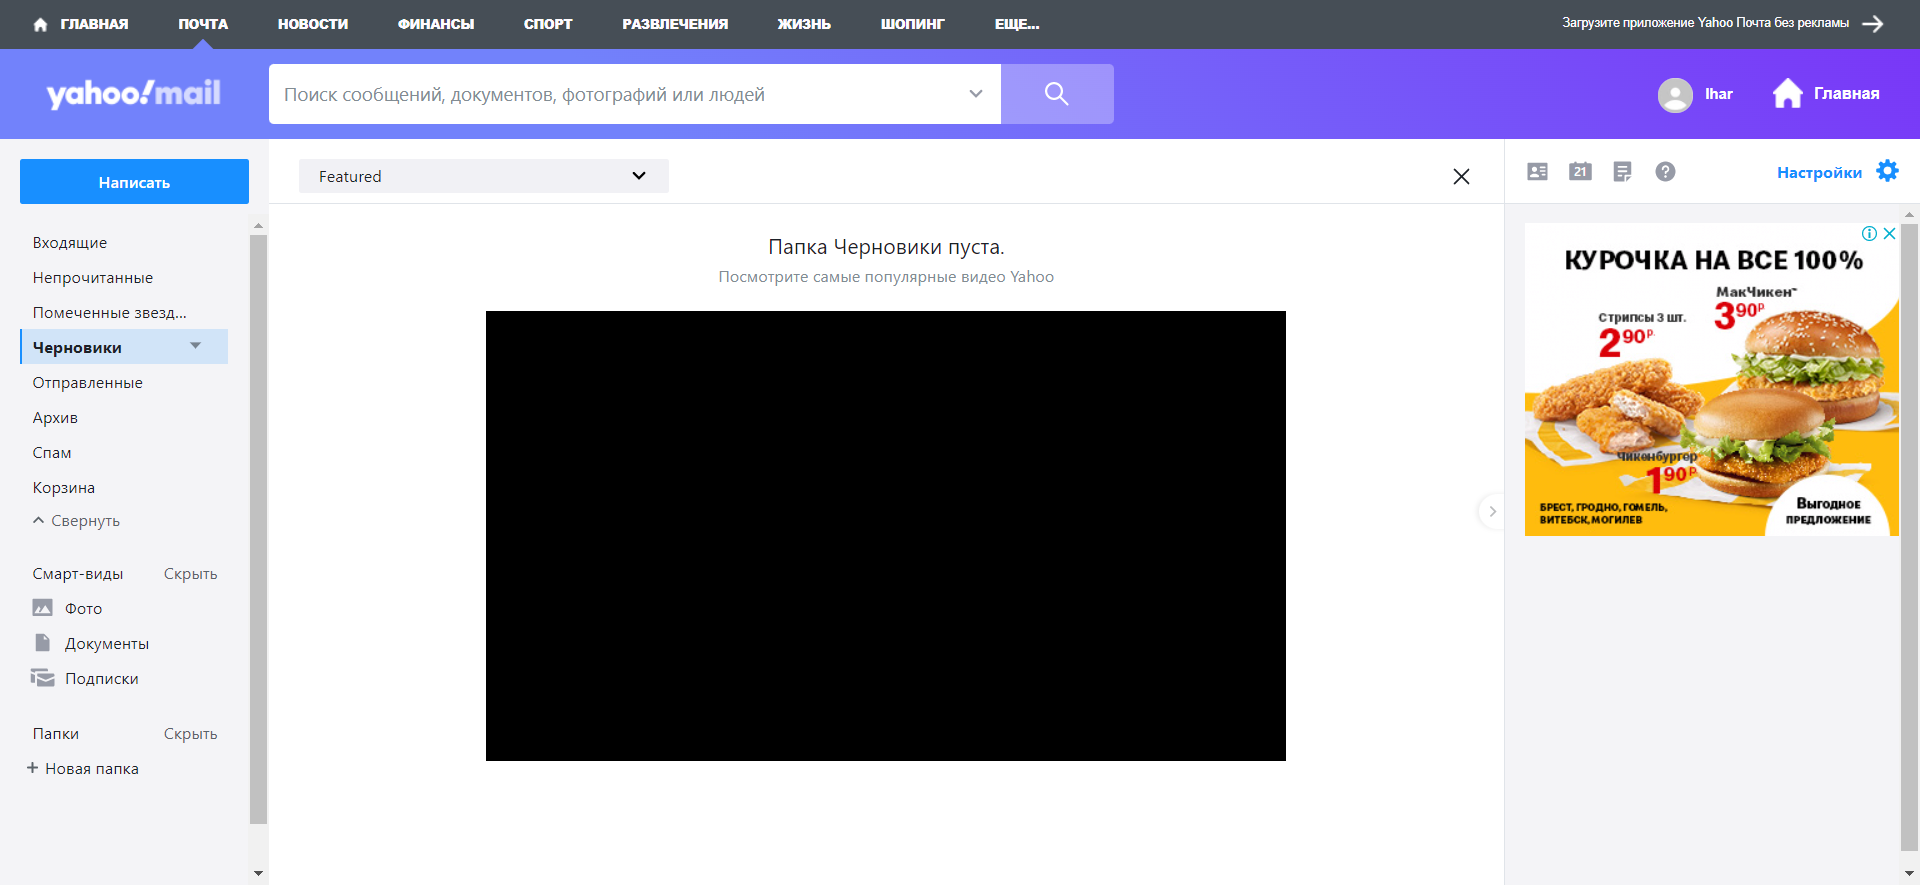 ГЛАВНАЯ ПОЧТА НОВОСТИ ФИНАНСЫ СПОРТ РАЗВЛЕЧЕНИЯ ЖИЗНЬ ШОПИНГ ЕЩЕ... Загрузите приложение Yahoo Почта без рекламы
yahoo!mail
Поиск сообщений, документов, фотографий или людей
Ihar
Главная
Написать
Входящие
Непрочитанные
Помеченные звезд...
Черновики
Отправленные
Архив
Спам
Корзина
Свернуть
Смарт-виды Скрыть
Фото
Документы
Подписки
Папки Скрыть
+ Новая папка
Featured
Папка Черновики пуста.
Посмотрите самые популярные видео Yahoo
21
?
Настройки
КУРОЧКА НА ВСЕ 100%
МакЧикен™
3 90 р.
Стрипсы 3 шт.
2 90 р.
Чикенбургер
1 90 р.
БРЕСТ, ГРОДНО, ГОМЕЛЬ,
ВИТЕБСК, МОГИЛЕВ
Выгодное
ПРЕДЛОЖЕНИЕ